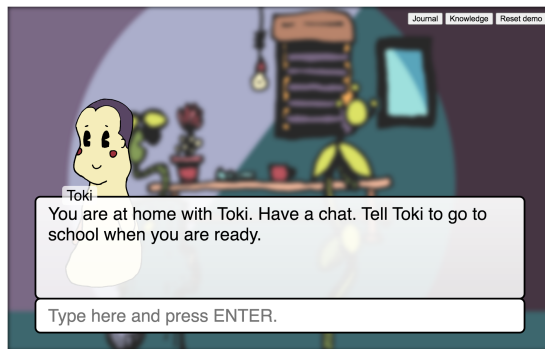 Journal Knowledge Reset demo
Toki
You are at home with Toki. Have a chat. Tell Toki to go to
school when you are ready.
Type here and press ENTER.